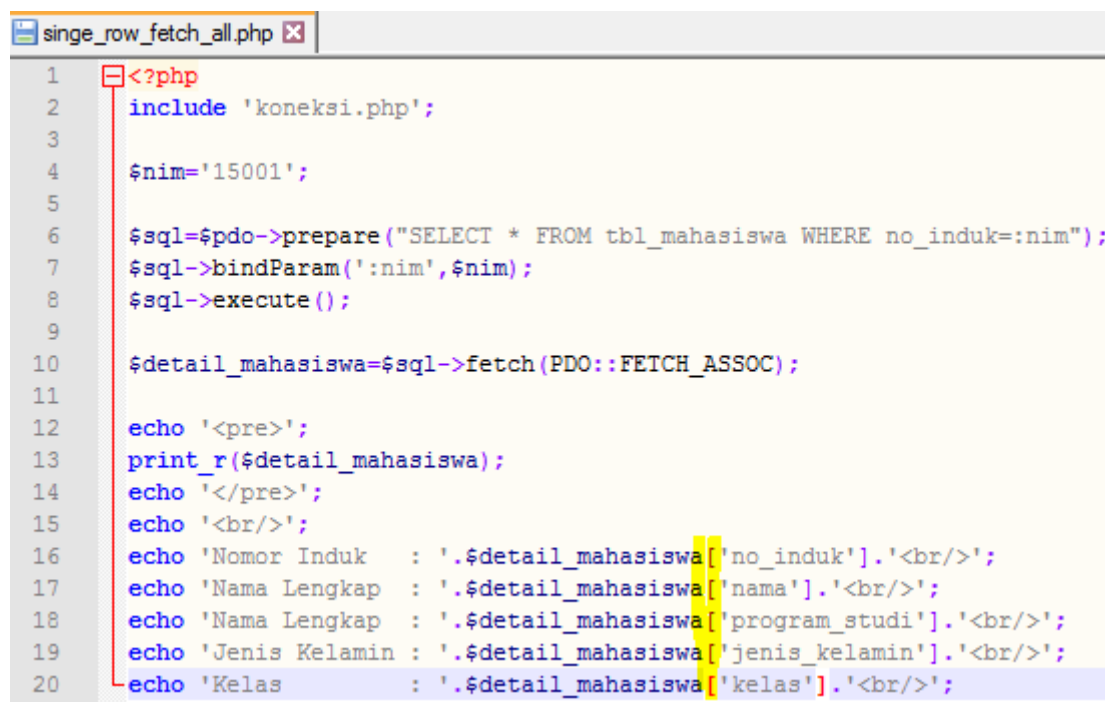 singe_row_fetch_all.php
1 <?php
2 include 'koneksi.php';
3
4 $nim='15001';
5
6 $sql=$pdo->prepare("SELECT * FROM tbl_mahasiswa WHERE no_induk=:nim");
7 $sql->bindParam(':nim',$nim);
8 $sql->execute();
9
10 $detail_mahasiswa=$sql->fetch(PDO::FETCH_ASSOC);
11
12 echo '<pre>';
13 print_r($detail_mahasiswa);
14 echo '</pre>';
15 echo '<br/>';
16 echo 'Nomor Induk   : '.$detail_mahasiswa['no_induk'].'<br/>';
17 echo 'Nama Lengkap  : '.$detail_mahasiswa['nama'].'<br/>';
18 echo 'Nama Lengkap  : '.$detail_mahasiswa['program_studi'].'<br/>';
19 echo 'Jenis Kelamin : '.$detail_mahasiswa['jenis_kelamin'].'<br/>';
20 echo 'Kelas         : '.$detail_mahasiswa['kelas'].'<br/>';